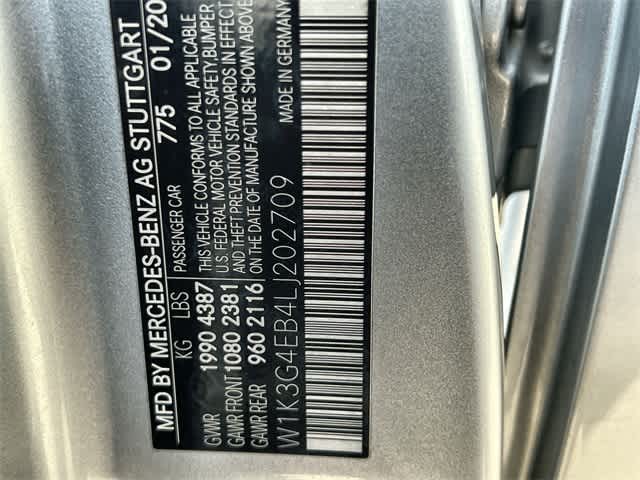 MFD BY MERCEDES-BENZ AG STUTTGART
775 01/20
KG LBS PASSENGER CAR
GVWR 1990 4387 THIS VEHICLE CONFORMS TO ALL APPLICABLE
GAWR FRONT 1080 2381 U.S. FEDERAL MOTOR VEHICLE SAFETY, BUMPER
GAWR REAR 960 2116 AND THEFT PREVENTION STANDARDS IN EFFECT
ON THE DATE OF MANUFACTURE SHOWN ABOVE
MADE IN GERMANY
W1K3G4EB4LJ202709